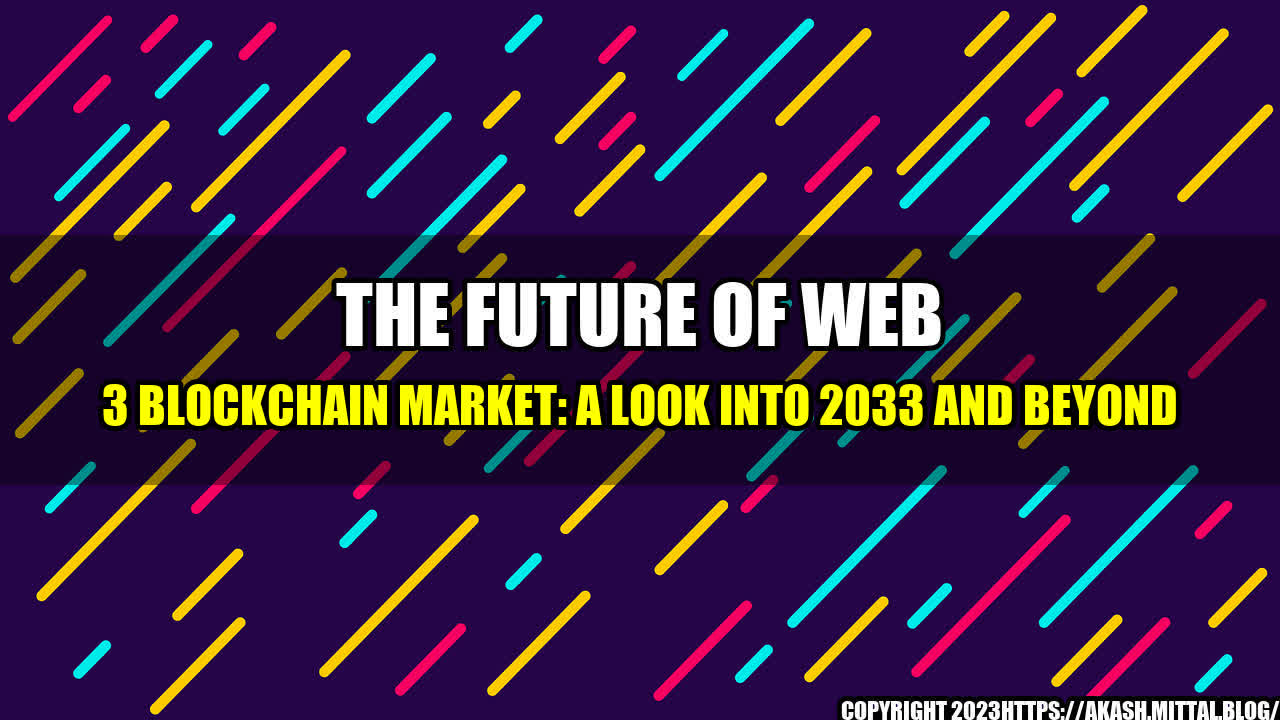 THE FUTURE OF WEB
3 BLOCKCHAIN MARKET: A LOOK INTO 2033 AND BEYOND
COPYRIGHT 2023HTTPS://AKASH.MITTAL.BLOG/